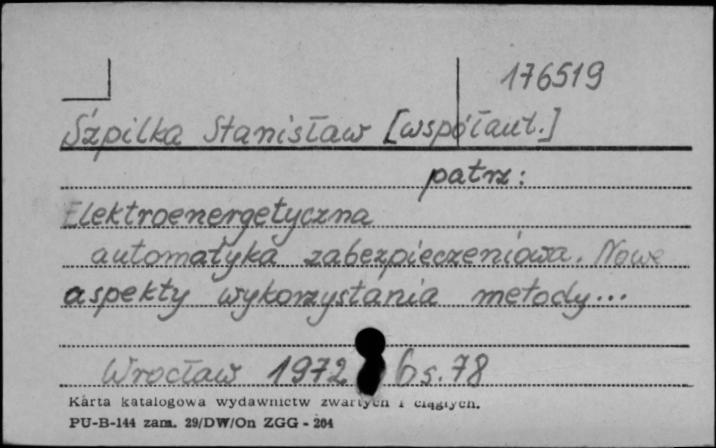 176519
Szpilka Stanisław [współaut.]
patrz:
Elektroenergetyczna
automatyka zabezpieczeniowa. Nowe
aspekty wykorzystania metody...
Wrocław 1972 6 s. 78
Karta katalogowa wydawnictw zwartych i ciągłych.
PU-B-144 zam. 29/DW/On ZGG - 204